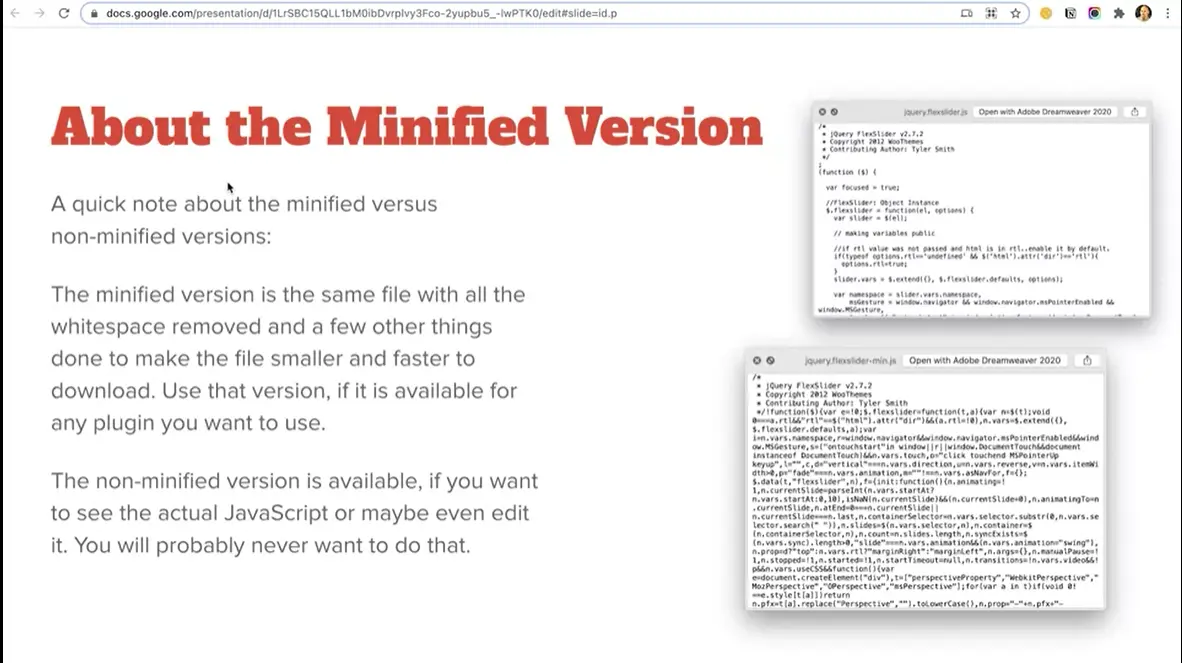 docs.google.com/presentation/d/1LrSBC15QLL1bM0ibDvrplvy3Fco-2yupbu5_-lwPTK0/edit#slide=id.p
About the Minified Version
A quick note about the minified versus
non-minified versions:
The minified version is the same file with all the
whitespace removed and a few other things
done to make the file smaller and faster to
download. Use that version, if it is available for
any plugin you want to use.
The non-minified version is available, if you want
to see the actual JavaScript or maybe even edit
it. You will probably never want to do that.
jquery.flexslider.js Open with Adobe Dreamweaver 2020
/*
* jQuery FlexSlider v2.7.2
* Copyright 2012 WooThemes
* Contributing Author: Tyler Smith
*/
;
(function ($) {
var focused = true;
//FlexSlider: Object Instance
$.flexslider = function(el, options) {
var slider = $(el);
// making variables public
//if rtl value was not passed and html is in rtl..enable it by default.
if(typeof options.rtl=='undefined' && $('html').attr('dir')=='rtl'){
options.rtl=true;
}
slider.vars = $.extend({}, $.flexslider.defaults, options);
var namespace = slider.vars.namespace,
msGesture = window.navigator && window.navigator.msPointerEnabled &&
window.MSGesture,
jquery.flexslider-min.js Open with Adobe Dreamweaver 2020
/*
* jQuery FlexSlider v2.7.2
* Copyright 2012 WooThemes
* Contributing Author: Tyler Smith
*/!function($){var e=!0;$.flexslider=function(t,a){var n=$(t);void
0===a.rtl&&"rtl"==$("html").attr("dir")&&(a.rtl=!0),n.vars=$.extend({},
$.flexslider.defaults,a);var
i=n.vars.namespace,r=window.navigator&&window.navigator.msPointerEnabled&&wind
ow.MSGesture,s=("ontouchstart"in window||r||window.DocumentTouch&&document
instanceof DocumentTouch)&&n.vars.touch,o="click touchend MSPointerUp
keyup",l="",c,d="vertical"===n.vars.direction,u=n.vars.reverse,v=n.vars.itemWi
dth>0,p="fade"===n.vars.animation,m=""!==n.vars.asNavFor,f={};
$.data(t,"flexslider",n),f={init:function(){n.animating=!
1,n.currentSlide=parseInt(n.vars.startAt?
n.vars.startAt:0,10),isNaN(n.currentSlide)&&(n.currentSlide=0),n.animatingTo=n
.currentSlide,n.atEnd=0===n.currentSlide||
n.currentSlide===n.last,n.containerSelector=n.vars.selector.substr(0,n.vars.se
lector.search(" ")),n.slides=$(n.vars.selector,n),n.container=$
(n.containerSelector,n),n.count=n.slides.length,n.syncExists=$
(n.vars.sync).length>0,"slide"===n.vars.animation&&(n.vars.animation="swing"),
n.prop=d?"top":n.vars.rtl?"marginRight":"marginLeft",n.args={},n.manualPause=!
1,n.stopped=!1,n.started=!1,n.startTimeout=null,n.transitions=!n.vars.video&&!
p&&n.vars.useCSS&&function(){var
e=document.createElement("div"),t=["perspectiveProperty","WebkitPerspective","
MozPerspective","OPerspective","msPerspective"];for(var a in t)if(void 0!
==e.style[t[a]])return
n.pfx=t[a].replace("Perspective","").toLowerCase(),n.prop="-"+n.pfx+"-